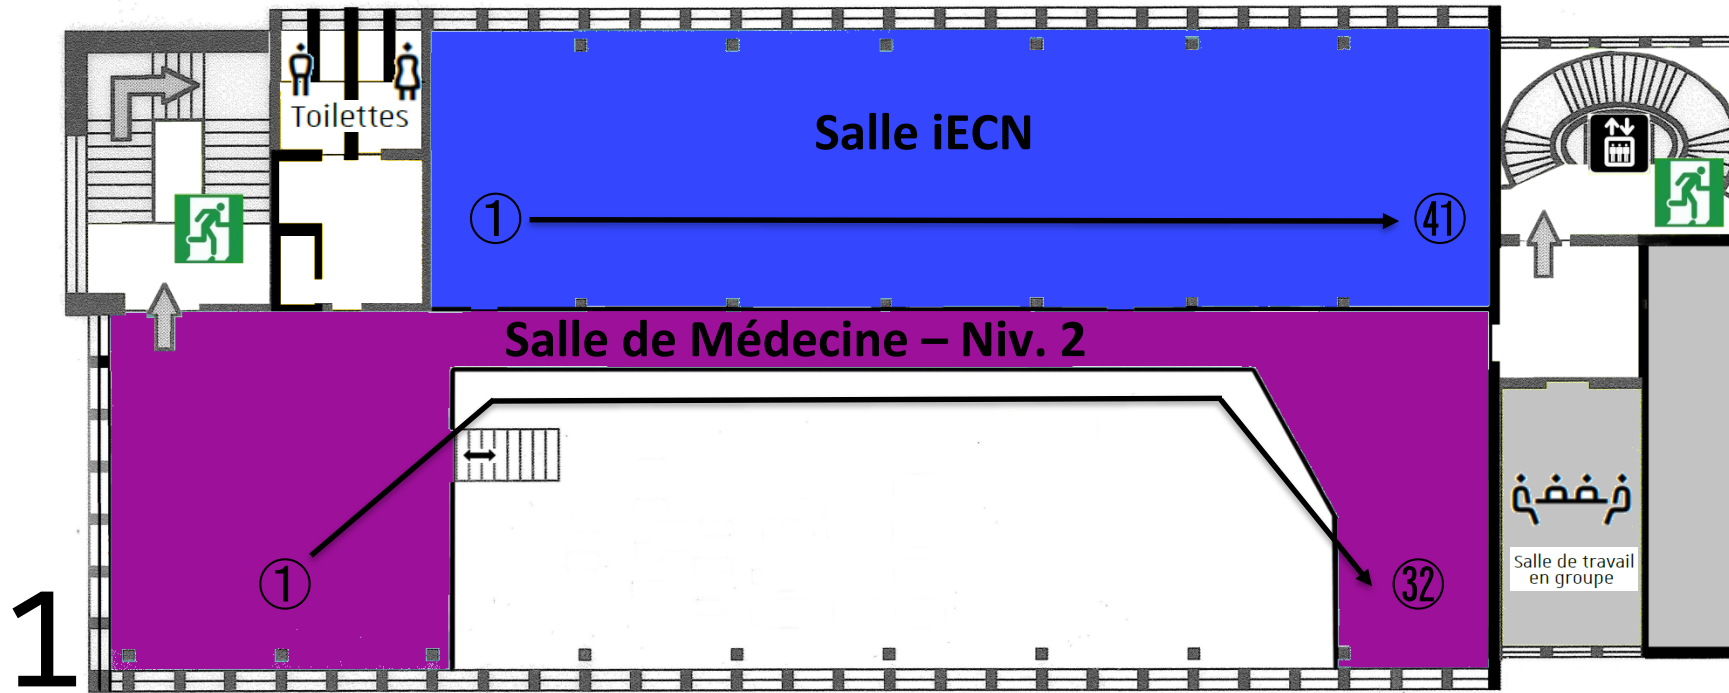 Toilettes
Salle iECN
1
41
Salle de Médecine – Niv. 2
1
32
Salle de travail
en groupe
1